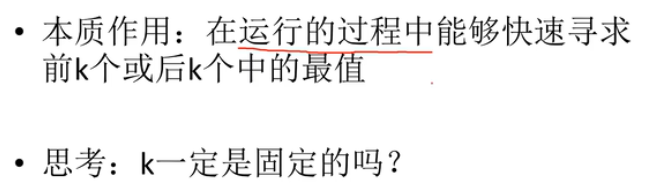 • 本质作用：在运行的过程中能够快速寻求
前k个或后k个中的最值
• 思考：k一定是固定的吗？